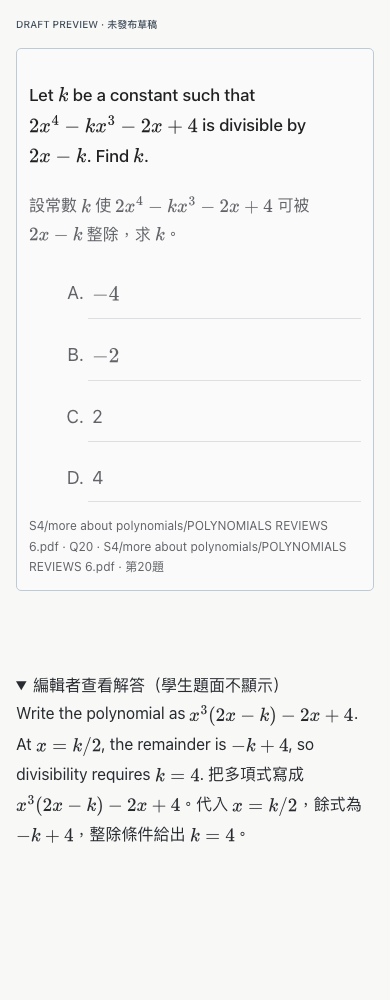 DRAFT PREVIEW · 未發布草稿
Let k be a constant such that
2x⁴ − kx³ − 2x + 4 is divisible by
2x − k. Find k.
設常數 k 使 2x⁴ − kx³ − 2x + 4 可被
2x − k 整除，求 k。
A. −4
B. −2
C. 2
D. 4
S4/more about polynomials/POLYNOMIALS REVIEWS
6.pdf · Q20 · S4/more about polynomials/POLYNOMIALS
REVIEWS 6.pdf · 第20題
▼ 編輯者查看解答（學生題面不顯示）
Write the polynomial as x³(2x − k) − 2x + 4.
At x = k/2, the remainder is −k + 4, so
divisibility requires k = 4. 把多項式寫成
x³(2x − k) − 2x + 4。代入 x = k/2，餘式為
−k + 4，整除條件給出 k = 4。